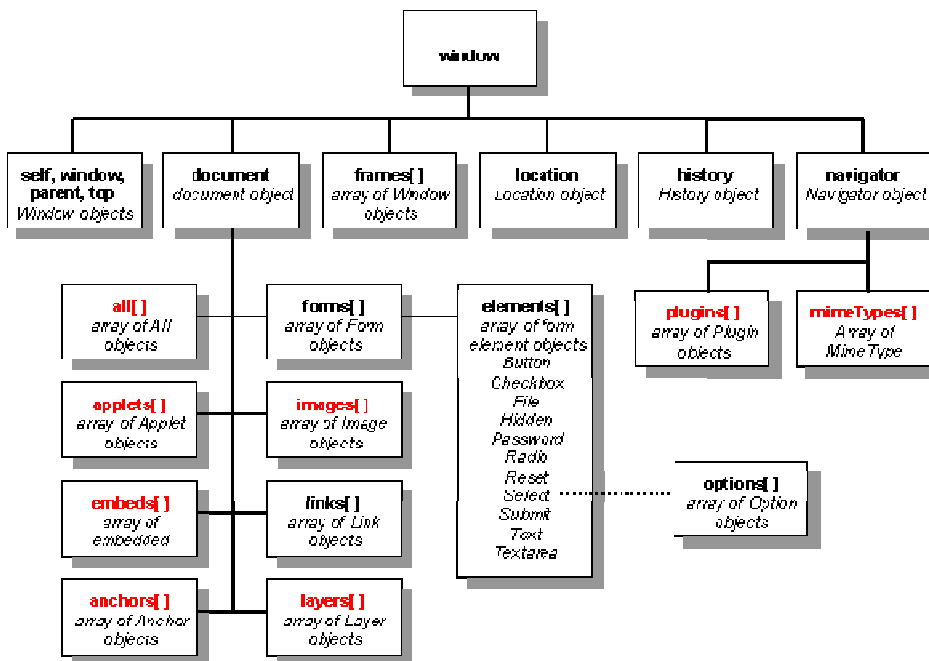 window
self, window,
parent, top
Window objects
document
document object
frames[ ]
array of Window
objects
location
Location object
history
History object
navigator
Navigator object
all[ ]
array of All
objects
forms[ ]
array of Form
objects
elements[ ]
array of form
element objects
Button
Checkbox
File
Hidden
Password
Radio
Reset
Select
Submit
Text
Textarea
plugins[ ]
array of Plugin
objects
mimeTypes[ ]
Array of
MimeType
applets[ ]
array of Applet
objects
images[ ]
array of Image
objects
options[ ]
array of Option
objects
embeds[ ]
array of
embedded
links[ ]
array of Link
objects
anchors[ ]
array of Anchor
objects
layers[ ]
array of Layer
objects